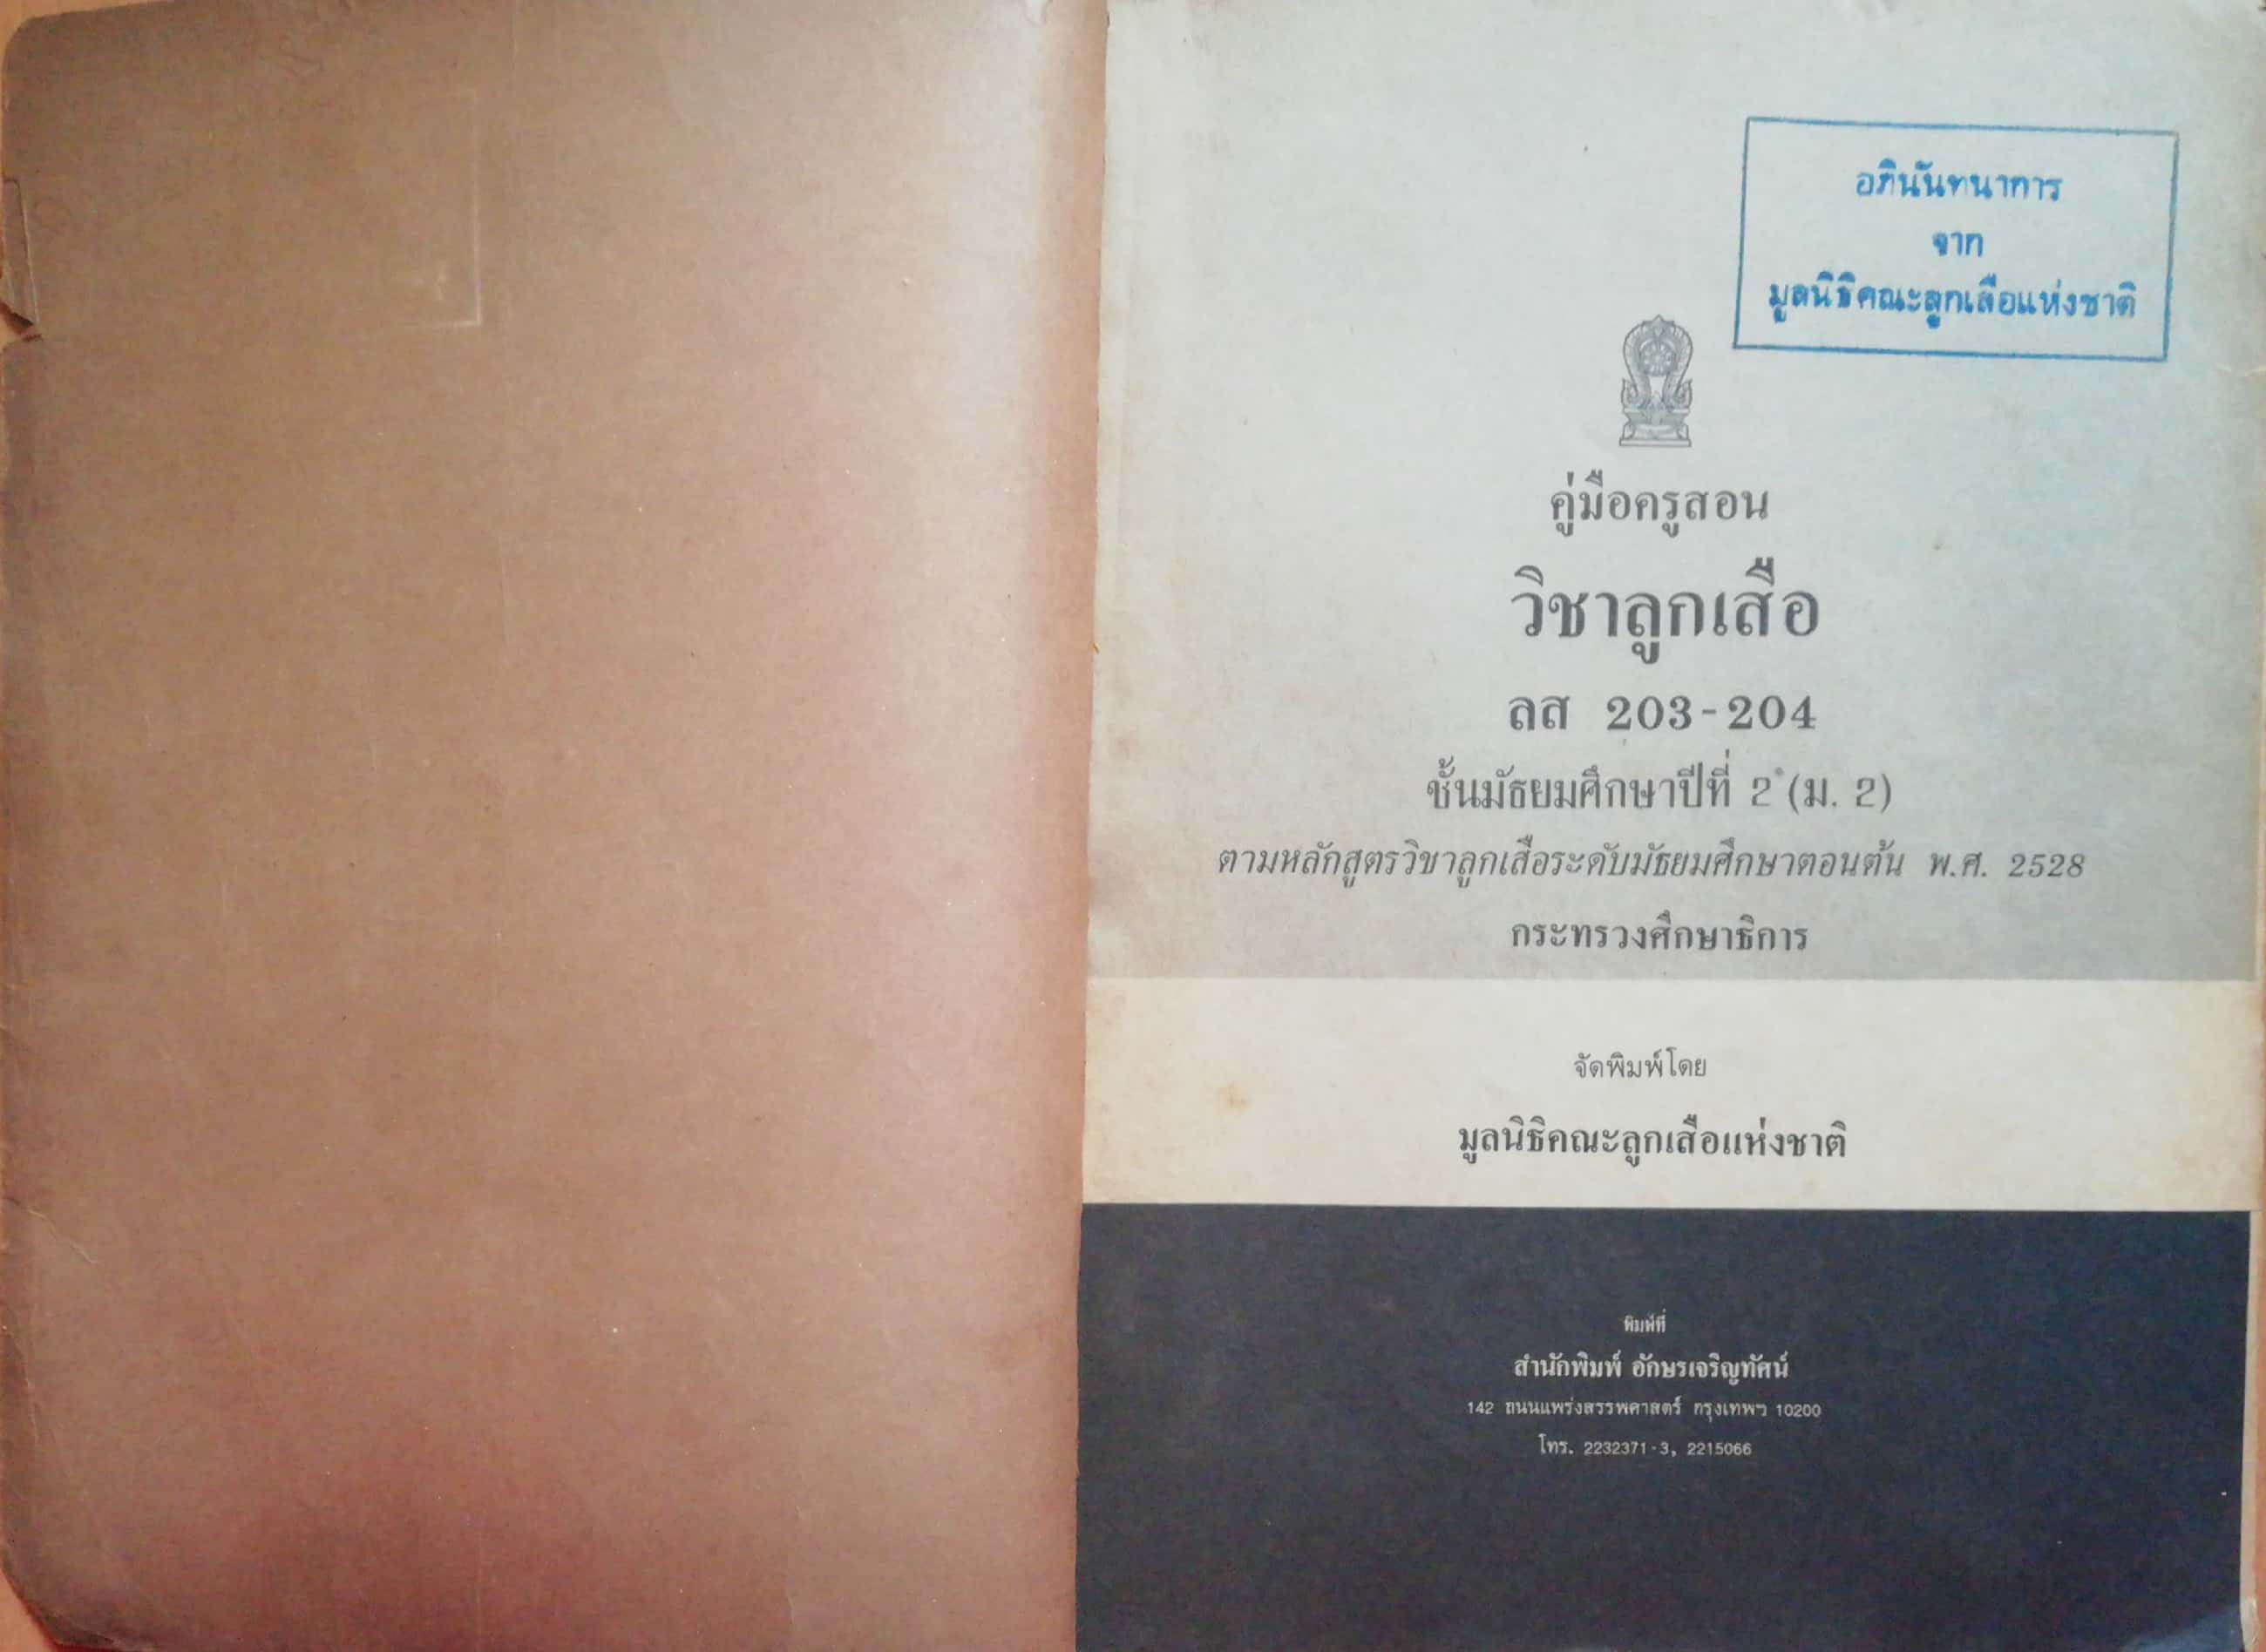 อภินันทนาการ
จาก
มูลนิธิคณะลูกเสือแห่งชาติ
คู่มือครูสอน
วิชาลูกเสือ
ลส 203-204
ชั้นมัธยมศึกษาปีที่ 2 (ม. 2)
ตามหลักสูตรวิชาลูกเสือระดับมัธยมศึกษาตอนต้น พ.ศ. 2528
กระทรวงศึกษาธิการ
จัดพิมพ์โดย
มูลนิธิคณะลูกเสือแห่งชาติ
พิมพ์ที่
สำนักพิมพ์ อักษรเจริญทัศน์
142 ถนนแพร่งสรรพศาสตร์ กรุงเทพฯ 10200
โทร. 2232371-3, 2215066